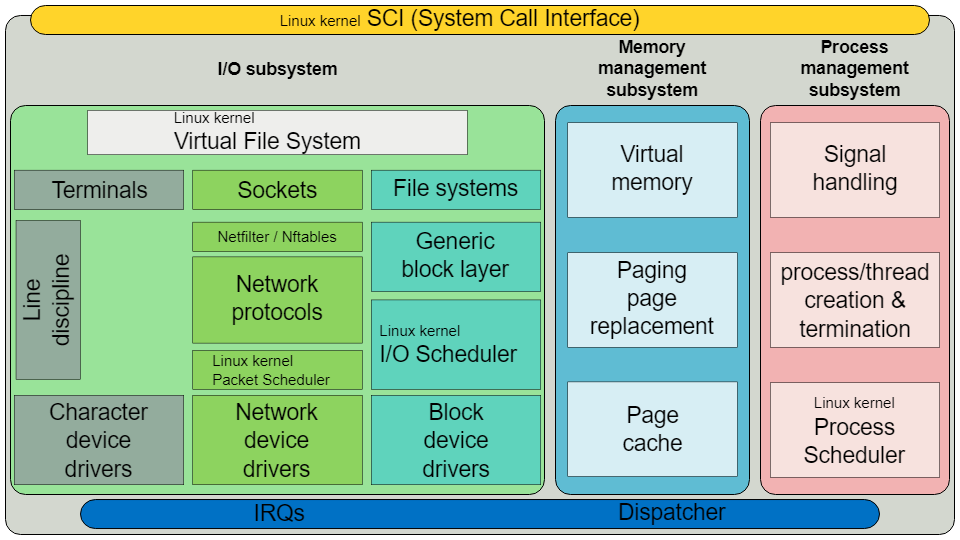 Linux kernel SCI (System Call Interface)
I/O subsystem
Memory
management
subsystem
Process
management
subsystem
Linux kernel
Virtual File System
Terminals
Sockets
File systems
Line
discipline
Netfilter / Nftables
Network
protocols
Linux kernel
Packet Scheduler
Generic
block layer
Linux kernel
I/O Scheduler
Character
device
drivers
Network
device
drivers
Block
device
drivers
Virtual
memory
Paging
page
replacement
Page
cache
Signal
handling
process/thread
creation &
termination
Linux kernel
Process
Scheduler
IRQs
Dispatcher